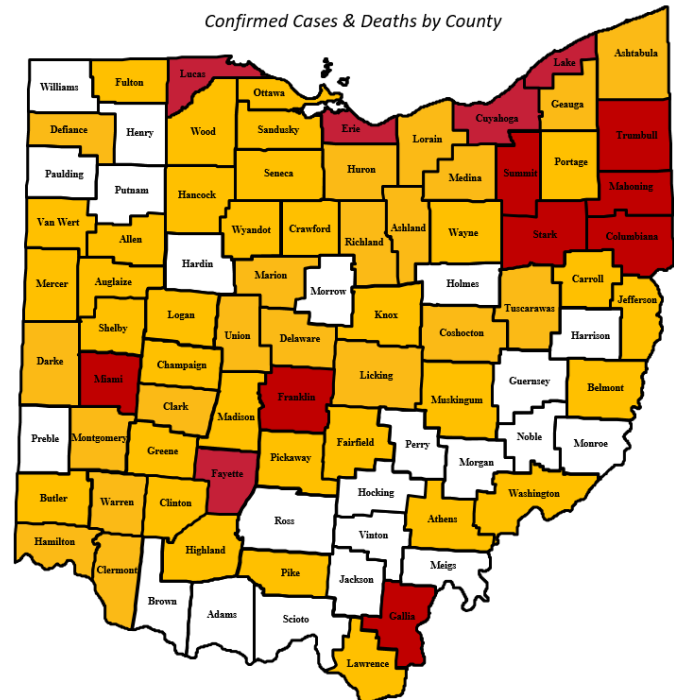 Confirmed Cases & Deaths by County
Williams
Fulton
Lucas
Ottawa
Lake
Ashtabula
Geauga
Cuyahoga
Defiance
Henry
Wood
Sandusky
Erie
Lorain
Trumbull
Paulding
Putnam
Hancock
Seneca
Huron
Medina
Summit
Portage
Mahoning
Van Wert
Allen
Wyandot
Crawford
Richland
Ashland
Wayne
Stark
Columbiana
Mercer
Auglaize
Hardin
Marion
Morrow
Holmes
Carroll
Jefferson
Tuscarawas
Shelby
Logan
Union
Delaware
Knox
Coshocton
Harrison
Darke
Miami
Champaign
Clark
Madison
Franklin
Licking
Muskingum
Guernsey
Belmont
Preble
Montgomery
Greene
Fayette
Pickaway
Fairfield
Perry
Morgan
Noble
Monroe
Butler
Warren
Clinton
Ross
Hocking
Athens
Washington
Hamilton
Clermont
Highland
Pike
Vinton
Meigs
Jackson
Brown
Adams
Scioto
Gallia
Lawrence